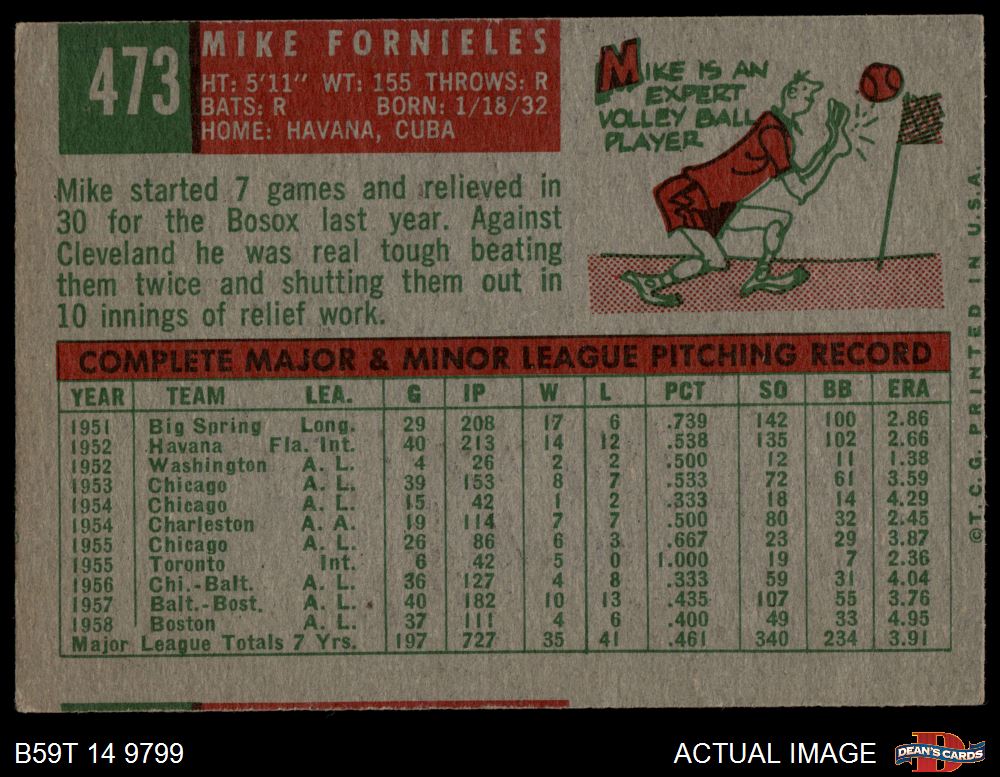 473
MIKE FORNIELES
HT: 5'11" WT: 155 THROWS: R
BATS: R BORN: 1/18/32
HOME: HAVANA, CUBA
MIKE IS AN
EXPERT
VOLLEY BALL
PLAYER
Mike started 7 games and relieved in
30 for the Bosox last year. Against
Cleveland he was real tough beating
them twice and shutting them out in
10 innings of relief work.
COMPLETE MAJOR & MINOR LEAGUE PITCHING RECORD
YEAR TEAM LEA. G IP W L PCT SO BB ERA
1951 Big Spring Long. 29 208 17 6 .739 142 100 2.86
1952 Havana Fla. Int. 40 213 14 12 .538 135 102 2.66
1952 Washington A. L. 4 26 2 2 .500 12 11 1.38
1953 Chicago A. L. 39 153 8 7 .533 72 61 3.59
1954 Chicago A. L. 15 42 1 2 .333 18 14 4.29
1954 Charleston A. A. 19 114 7 7 .500 80 32 2.45
1955 Chicago A. L. 26 86 6 3 .667 23 29 3.87
1955 Toronto Int. 6 42 5 0 1.000 19 7 2.36
1956 Chi.-Balt. A. L. 36 127 4 8 .333 59 31 4.04
1957 Balt.-Bost. A. L. 40 182 10 13 .435 107 55 3.76
1958 Boston A. L. 37 111 4 6 .400 49 33 4.95
Major League Totals 7 Yrs. 197 727 35 41 .461 340 234 3.91
©T. C. G. PRINTED IN U.S.A.
B59T 14 9799
ACTUAL IMAGE
D
DEAN'S CARDS